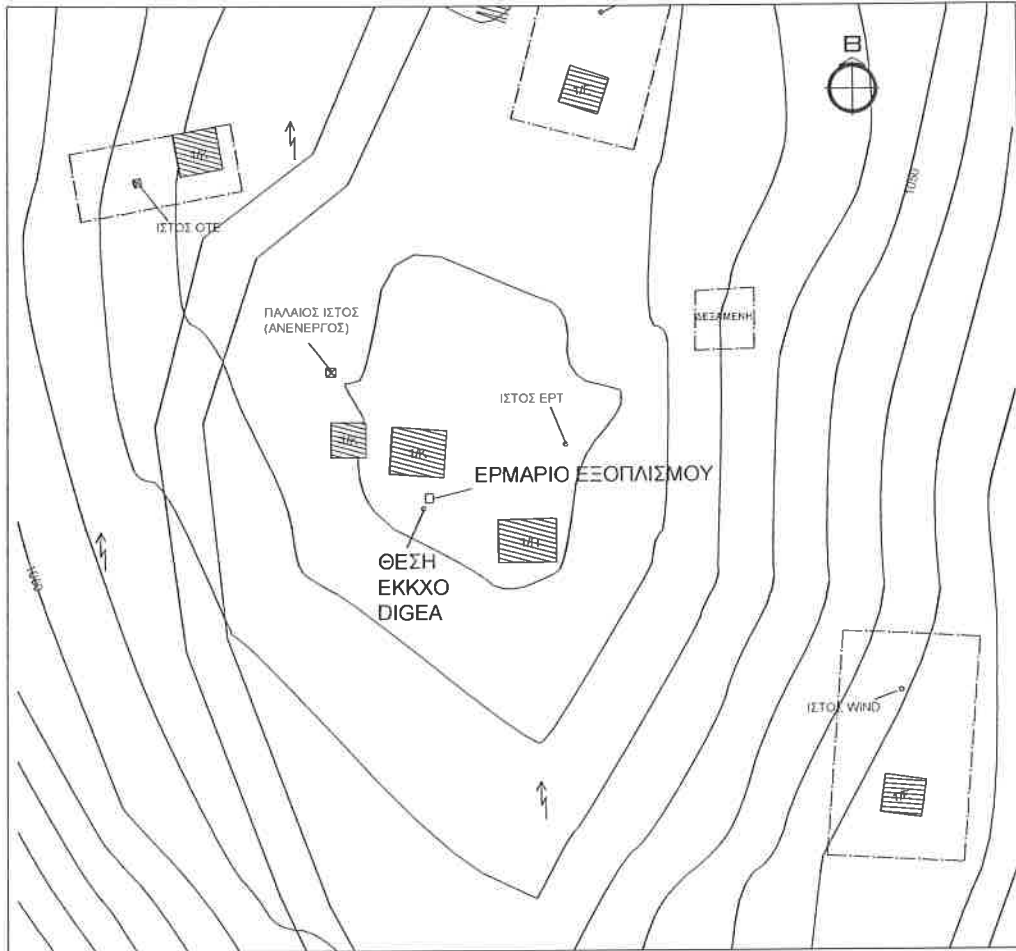 Β
1050
ΙΣΤΟΣ ΟΤΕ
ΠΑΛΑΙΟΣ ΙΣΤΟΣ
(ΑΝΕΝΕΡΓΟΣ)
ΔΕΞΑΜΕΝΗ
ΙΣΤΟΣ ΕΡΤ
ΕΡΜΑΡΙΟ ΕΞΟΠΛΙΣΜΟΥ
ΘΕΣΗ
ΕΚΚΧΟ
DIGEA
ΙΣΤΟΣ WIND